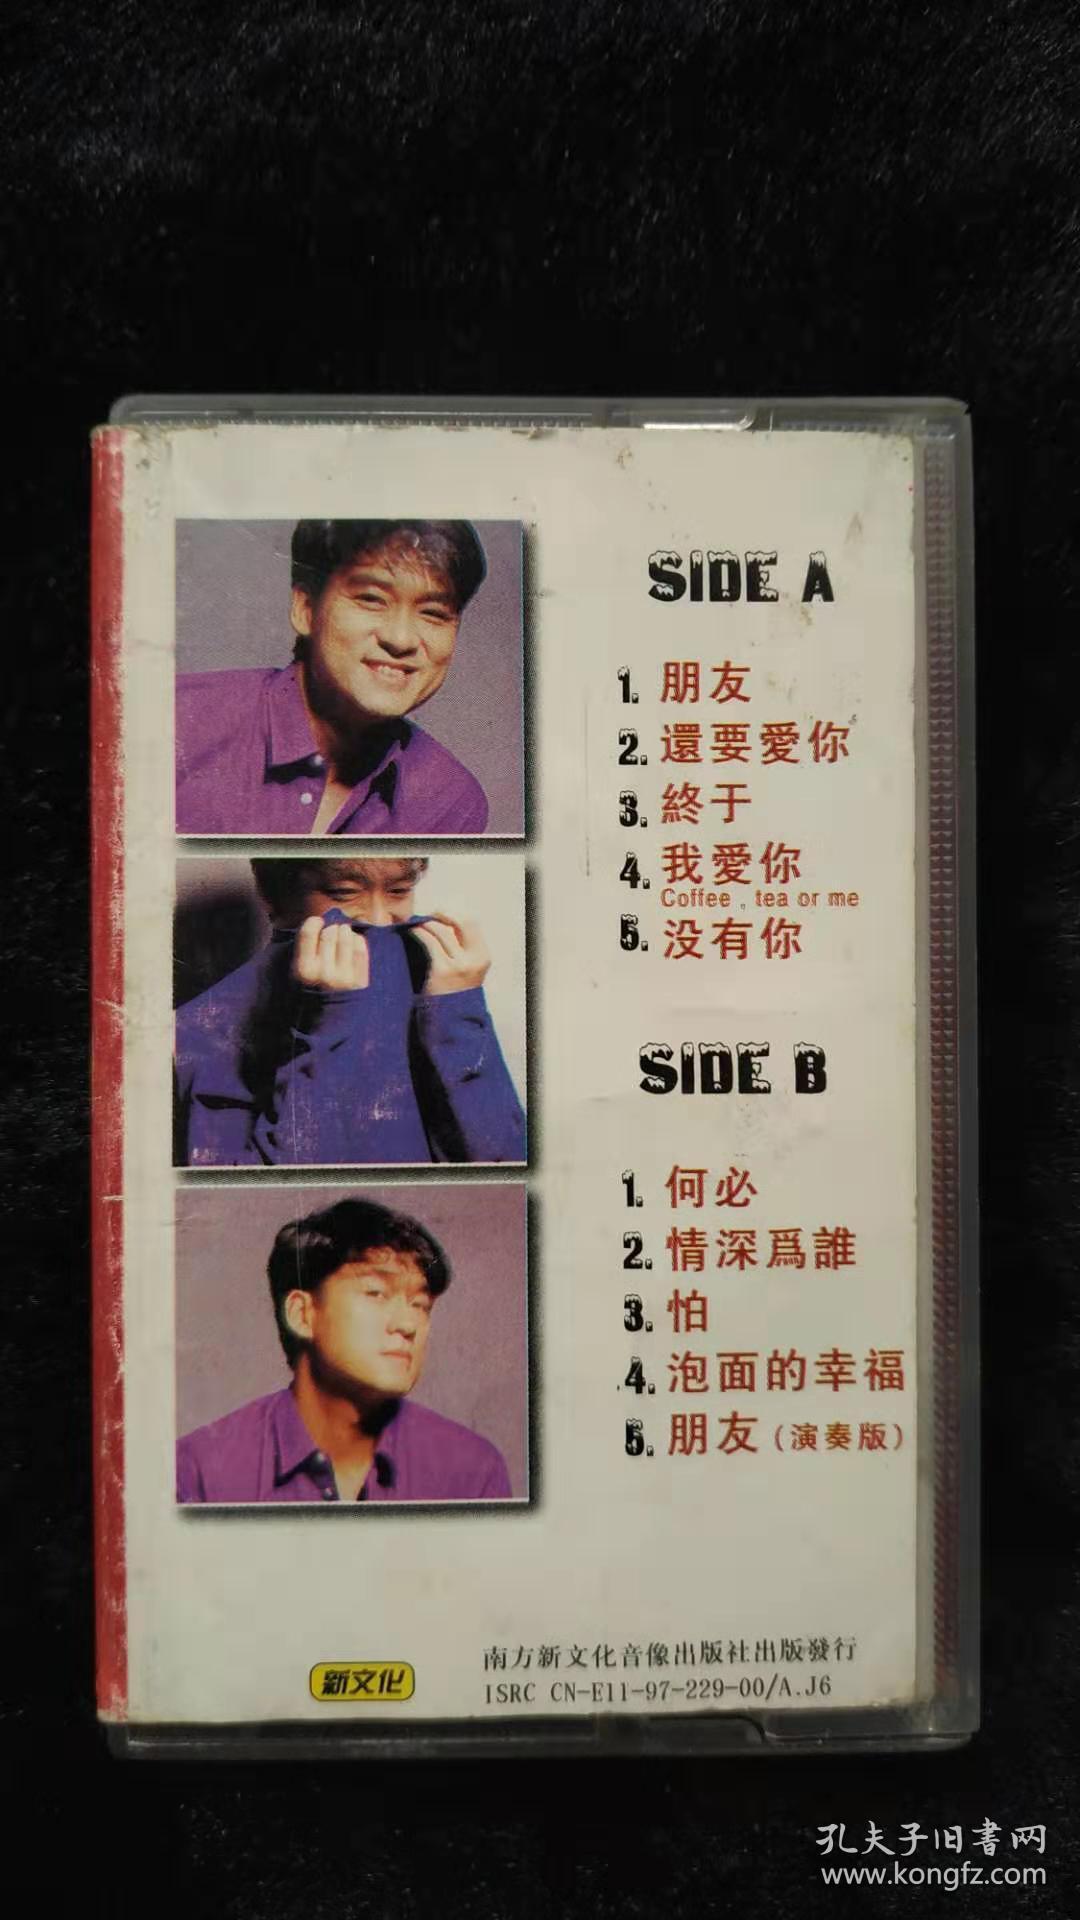 SIDE A
1. 朋友
2. 還要愛你
3. 終于
4. 我愛你
Coffee , tea or me
5. 没有你
SIDE B
1. 何必
2. 情深爲誰
3. 怕
4. 泡面的幸福
5. 朋友 (演奏版)
新文化
南方新文化音像出版社出版發行
ISRC CN-E11-97-229-00/A.J6
孔夫子旧書网
www.kongfz.com